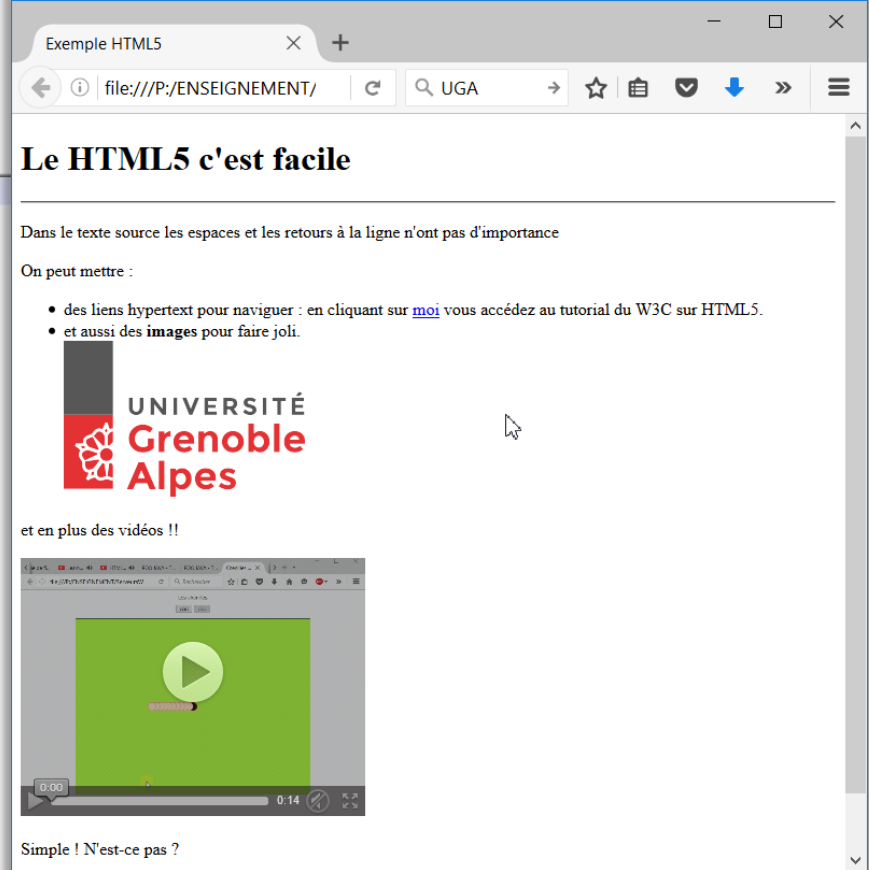 Exemple HTML5
file:///P:/ENSEIGNEMENT/
UGA
Le HTML5 c'est facile
Dans le texte source les espaces et les retours à la ligne n'ont pas d'importance
On peut mettre :
des liens hypertext pour naviguer : en cliquant sur moi vous accédez au tutorial du W3C sur HTML5.
et aussi des images pour faire joli.
UNIVERSITÉ
Grenoble
Alpes
et en plus des vidéos !!
0:00
0:14
Simple ! N'est-ce pas ?